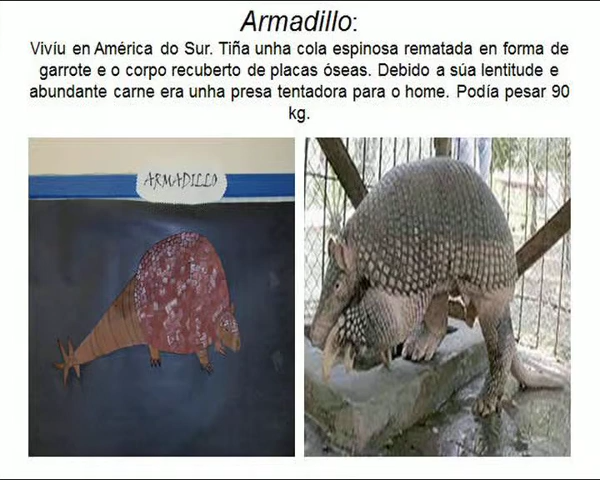 Armadillo:
Vivíu en América do Sur. Tiña unha cola espinosa rematada en forma de
garrote e o corpo recuberto de placas óseas. Debido a súa lentitude e
abundante carne era unha presa tentadora para o home. Podía pesar 90
kg.
ARMADILLO